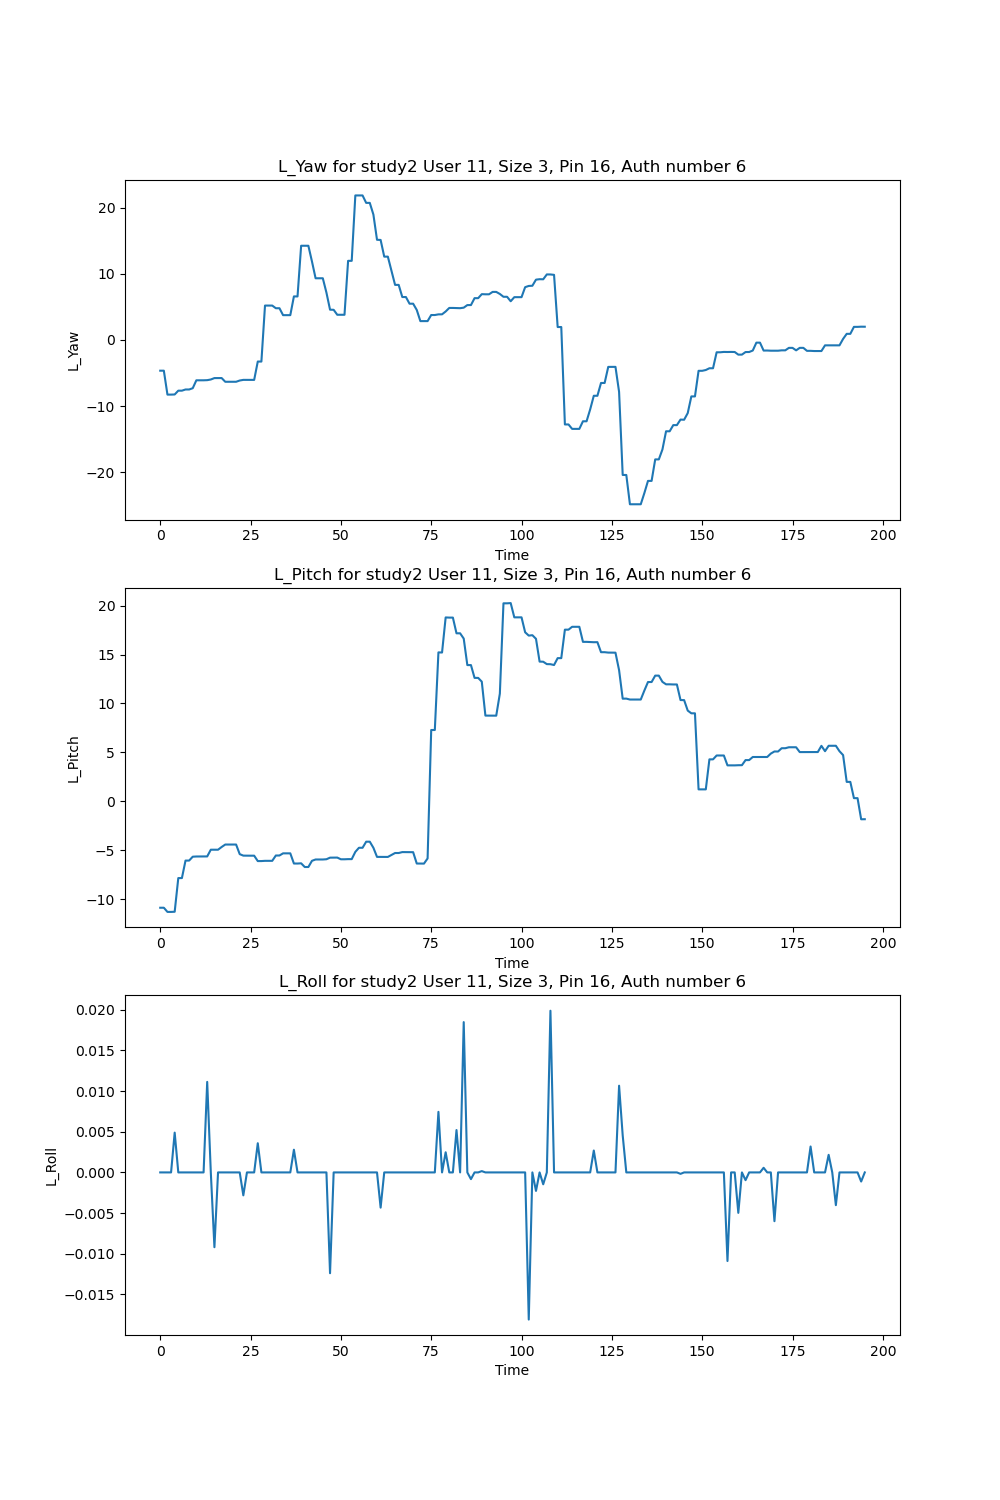 L_Yaw for study2 User 11, Size 3, Pin 16, Auth number 6
20
10
0
−10
−20
L_Yaw
0 25 50 75 100 125 150 175 200
Time
L_Pitch for study2 User 11, Size 3, Pin 16, Auth number 6
20
15
10
5
0
−5
−10
L_Pitch
0 25 50 75 100 125 150 175 200
Time
L_Roll for study2 User 11, Size 3, Pin 16, Auth number 6
0.020
0.015
0.010
0.005
0.000
−0.005
−0.010
−0.015
L_Roll
0 25 50 75 100 125 150 175 200
Time